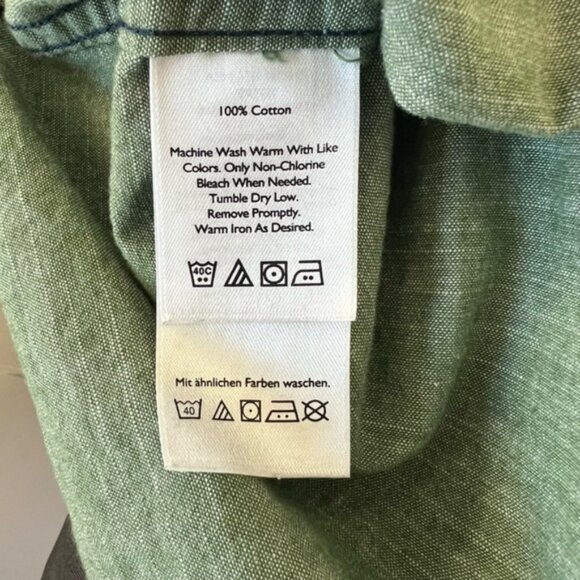 100% Cotton
Machine Wash Warm With Like
Colors. Only Non-Chlorine
Bleach When Needed.
Tumble Dry Low.
Remove Promptly.
Warm Iron As Desired.
40C
Mit ähnlichen Farben waschen.
40